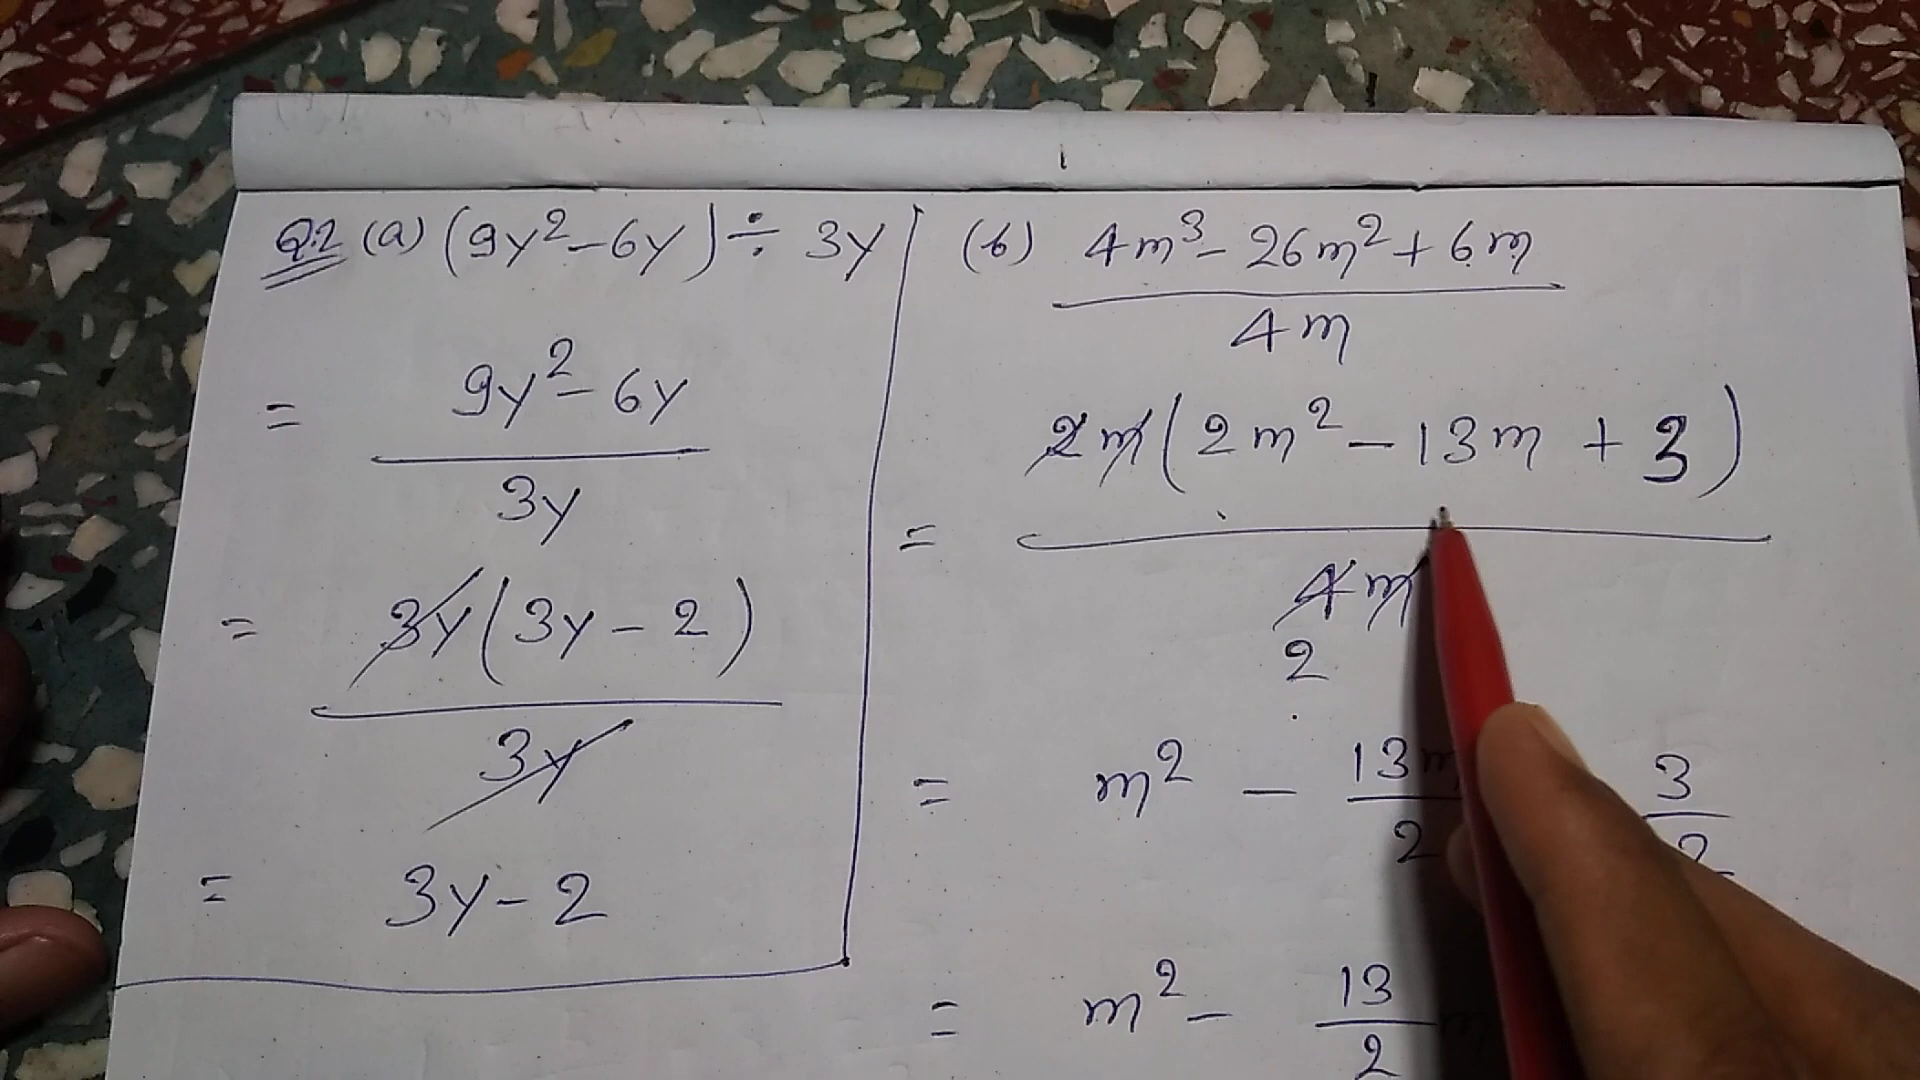 Q.2 (a) (9y² - 6y) ÷ 3y
= 9y² - 6y / 3y
= 3y(3y - 2) / 3y
= 3y - 2
(b) 4m³ - 26m² + 6m / 4m
= 2m(2m² - 13m + 3) / 4m
2
= m² - 13m / 2 3 / 2
= m² - 13 / 2 m